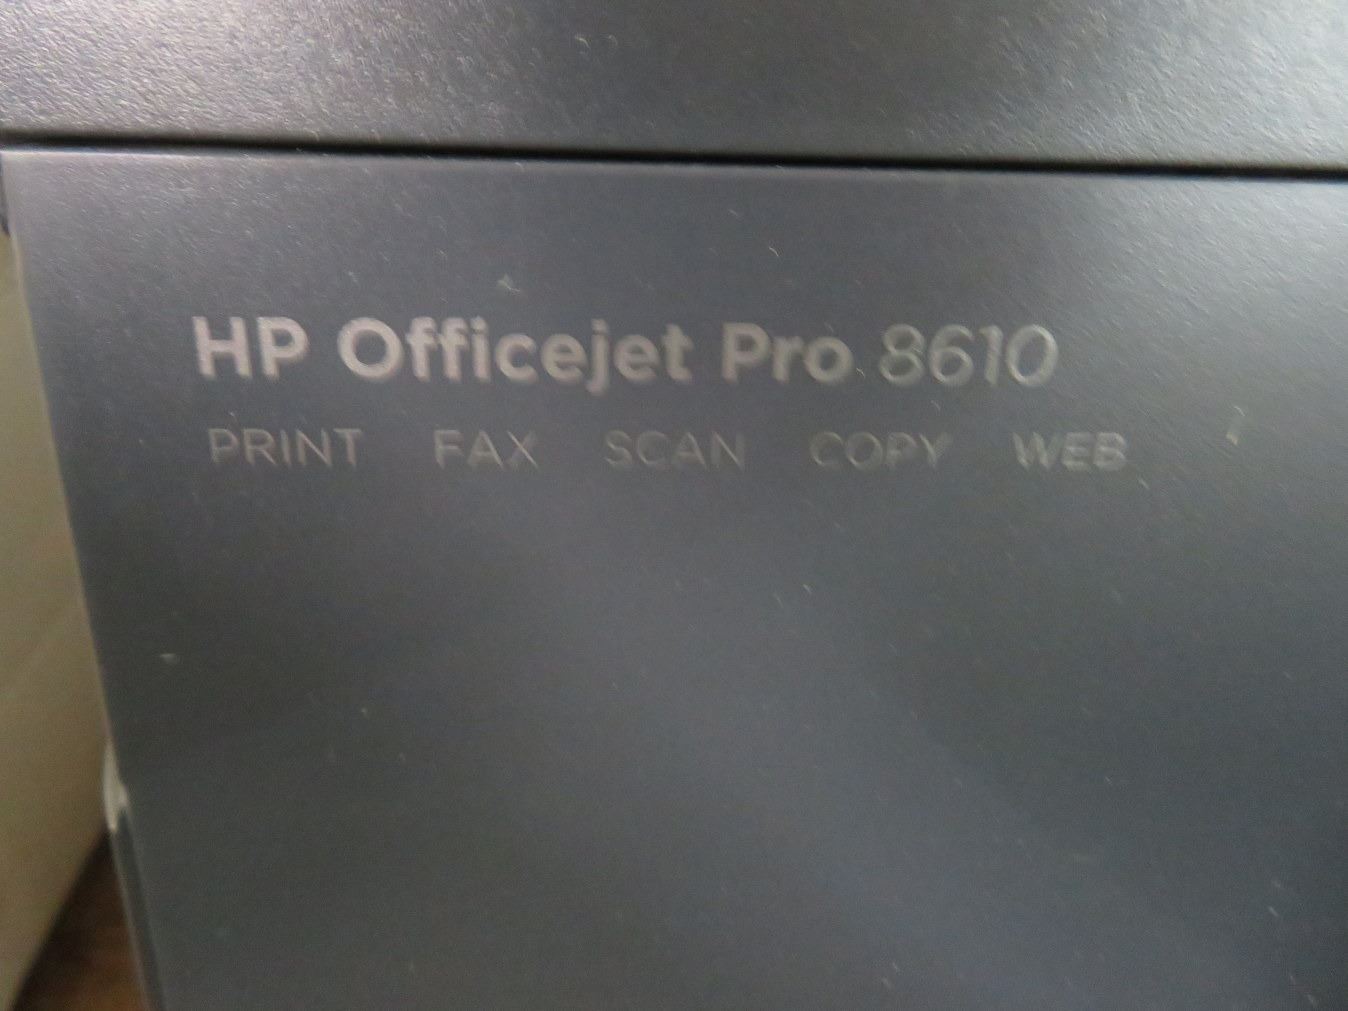 HP Officejet Pro 8610
PRINT FAX SCAN COPY WEB